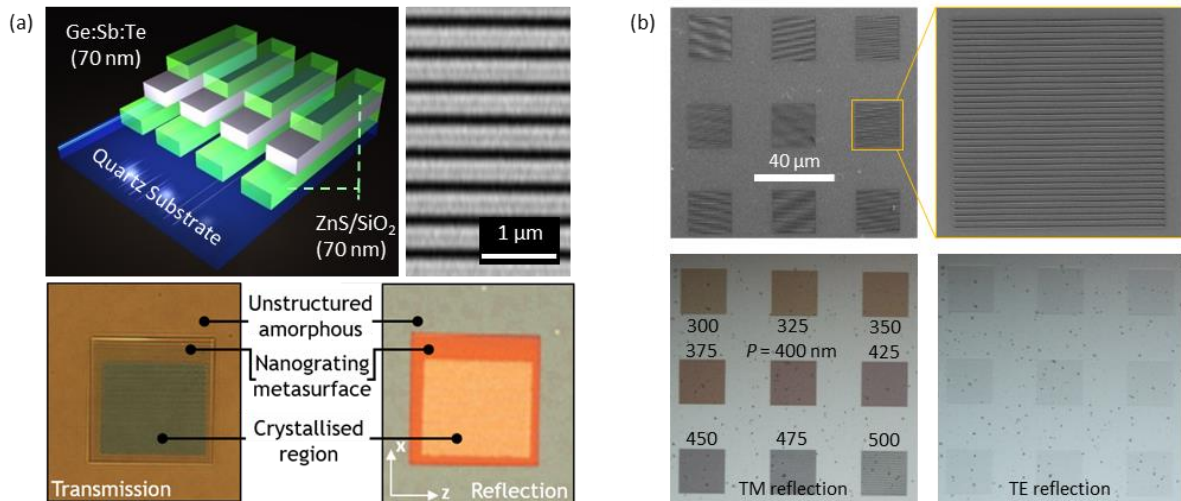 (a)
Ge:Sb:Te
(70 nm)
Quartz Substrate
ZnS/SiO₂
(70 nm)
1 µm
Unstructured
amorphous
Nanograting
metasurface
Crystallised
region
Transmission
x
z
Reflection
(b)
40 µm
300 325 350
375 P = 400 nm 425
450 475 500
TM reflection
TE reflection